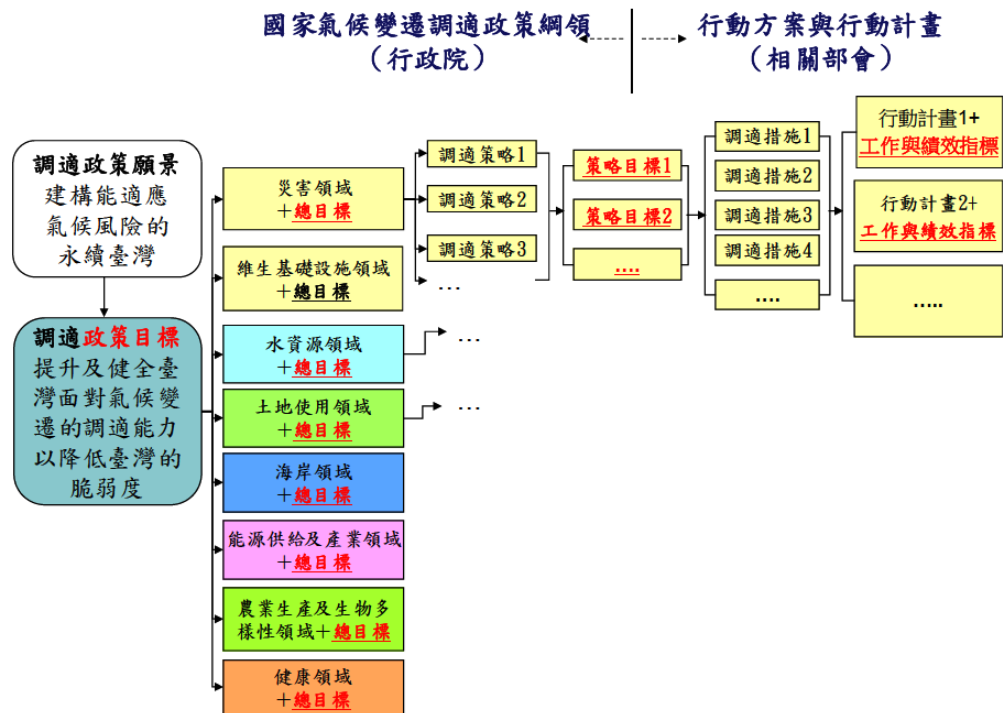 國家氣候變遷調適政策綱領
（行政院）
行動方案與行動計畫
（相關部會）
調適政策願景
建構能適應
氣候風險的
永續臺灣
調適政策目標
提升及健全臺
灣面對氣候變
遷的調適能力
以降低臺灣的
脆弱度
災害領域
＋總目標
維生基礎設施領域
＋總目標
水資源領域
＋總目標
土地使用領域
＋總目標
海岸領域
＋總目標
能源供給及產業領域
＋總目標
農業生產及生物多
樣性領域＋總目標
健康領域
＋總目標
調適策略1
調適策略2
調適策略3
...
...
...
策略目標1
策略目標2
....
調適措施1
調適措施2
調適措施3
調適措施4
....
行動計畫1+
工作與績效指標
行動計畫2+
工作與績效指標
.....